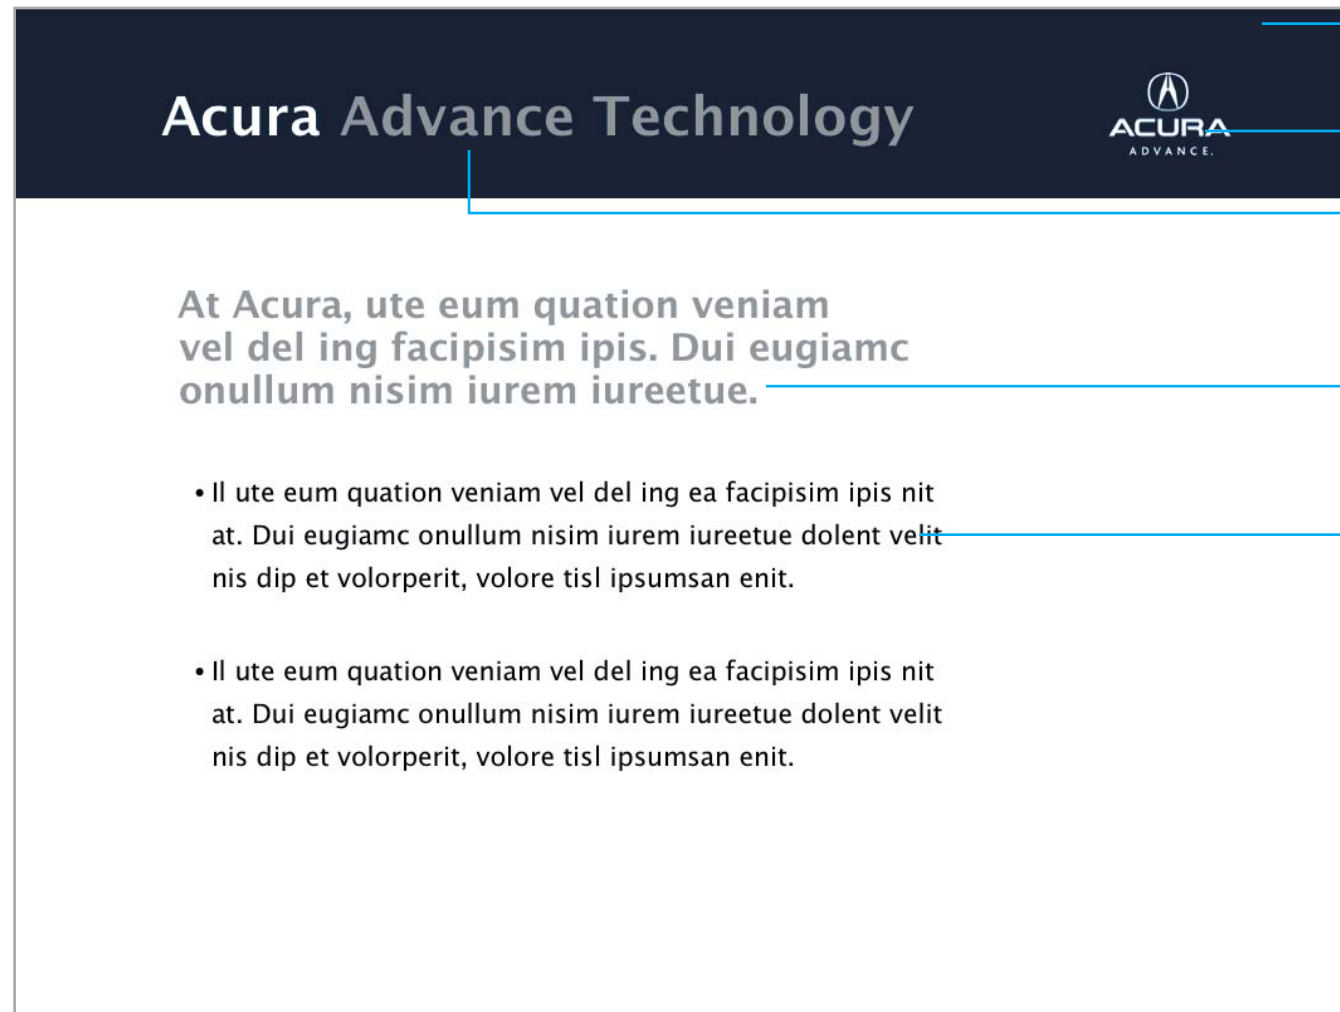 Acura Advance Technology
ACURA
ADVANCE.
At Acura, ute eum quation veniam
vel del ing facipisim ipis. Dui eugiamc
onullum nisim iurem iureetue.
• Il ute eum quation veniam vel del ing ea facipisim ipis nit
at. Dui eugiamc onullum nisim iurem iureetue dolent velit
nis dip et volorperit, volore tisl ipsumsan enit.
• Il ute eum quation veniam vel del ing ea facipisim ipis nit
at. Dui eugiamc onullum nisim iurem iureetue dolent velit
nis dip et volorperit, volore tisl ipsumsan enit.